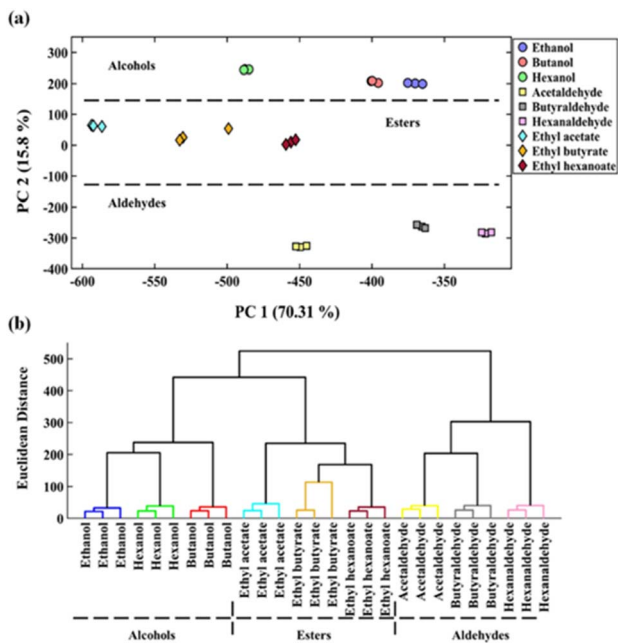 (a)
300
200
100
0
-100
-200
-300
-400
PC 2 (15.8 %)
Alcohols
Esters
Aldehydes
-600 -550 -500 -450 -400 -350
PC 1 (70.31 %)
Ethanol
Butanol
Hexanol
Acetaldehyde
Butyraldehyde
Hexanaldehyde
Ethyl acetate
Ethyl butyrate
Ethyl hexanoate
(b)
500
400
300
200
100
0
Euclidean Distance
Ethanol
Ethanol
Ethanol
Hexanol
Hexanol
Hexanol
Butanol
Butanol
Butanol
Ethyl acetate
Ethyl acetate
Ethyl acetate
Ethyl butyrate
Ethyl butyrate
Ethyl butyrate
Ethyl hexanoate
Ethyl hexanoate
Ethyl hexanoate
Acetaldehyde
Acetaldehyde
Acetaldehyde
Butyraldehyde
Butyraldehyde
Butyraldehyde
Hexanaldehyde
Hexanaldehyde
Hexanaldehyde
Alcohols Esters Aldehydes